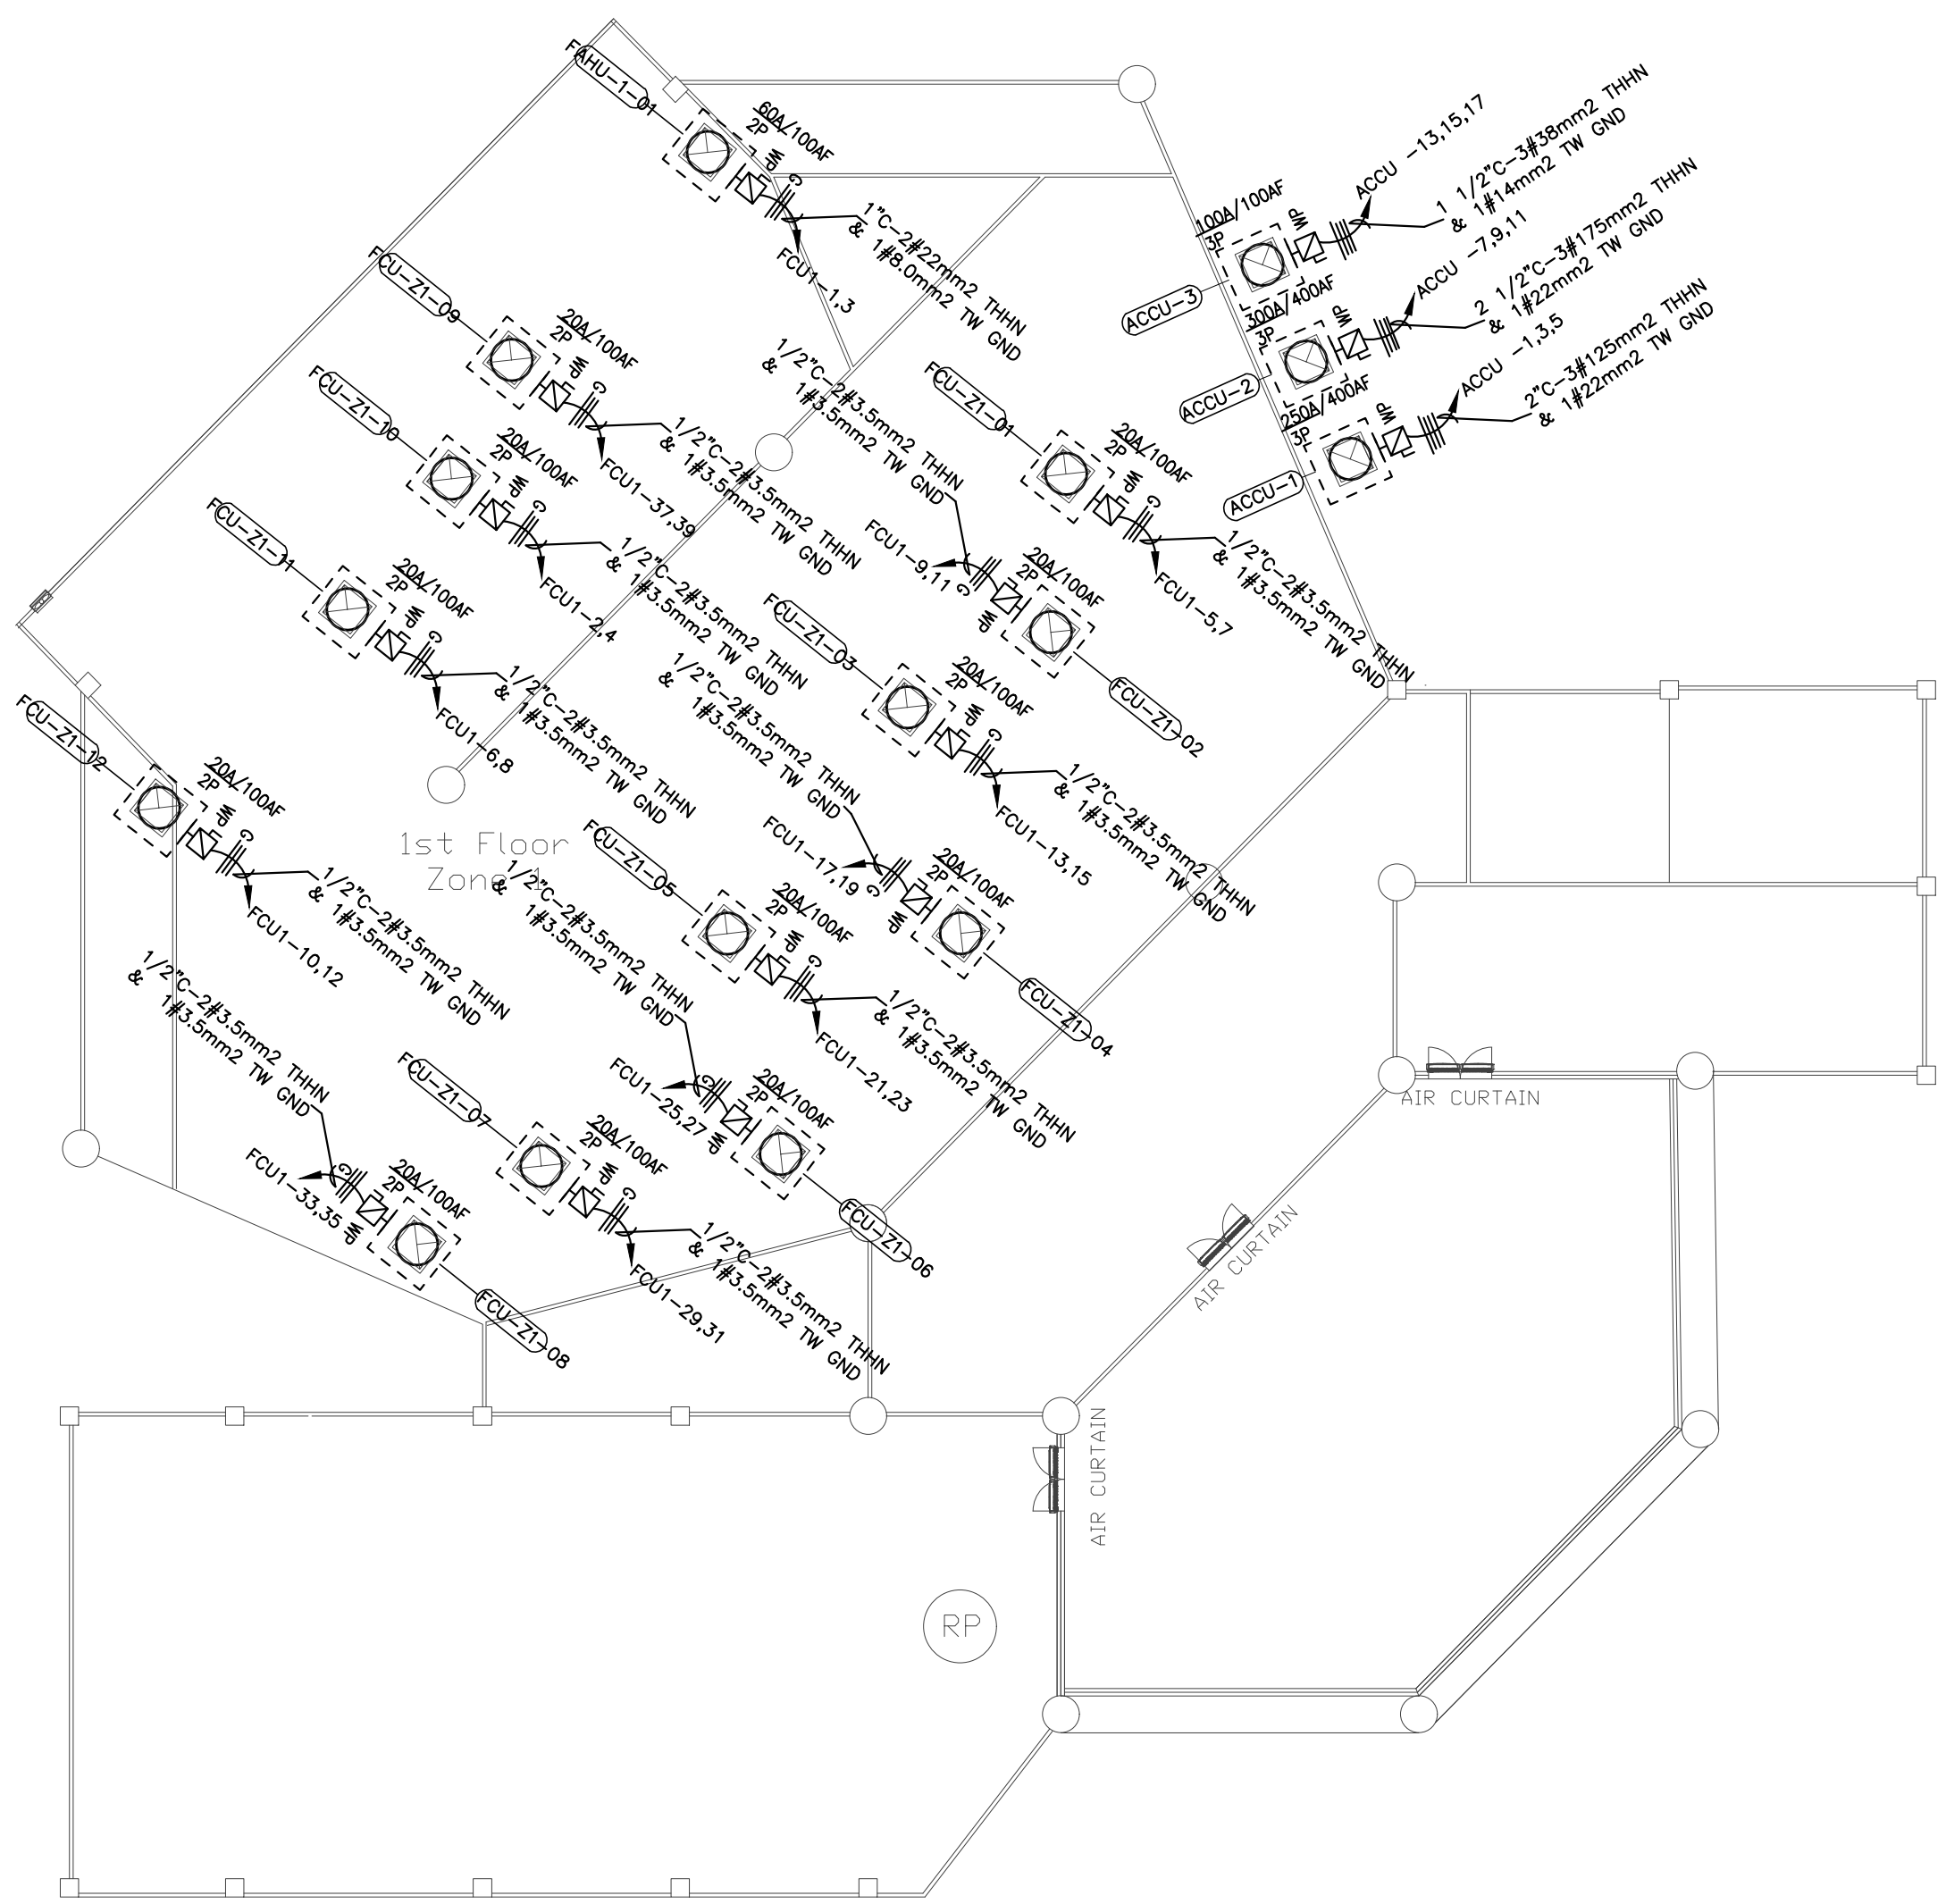 FAHU-1-01
60A/100AF
2P
WP
G
1"C-2#22mm2 THHN
& 1#8.0mm2 TW GND
FCU1-1,3
ACCU -13,15,17
1 1/2"C-3#38mm2 THHN
& 1#14mm2 TW GND
100A/100AF
3P
WP
ACCU-3
ACCU -7,9,11
2 1/2"C-3#175mm2 THHN
& 1#22mm2 TW GND
300A/400AF
3P
WP
ACCU-2
ACCU -1,3,5
2"C-3#125mm2 THHN
& 1#22mm2 TW GND
250A/400AF
3P
WP
ACCU-1
FCU-Z1-09
20A/100AF
2P
WP
G
1/2"C-2#3.5mm2 THHN
& 1#3.5mm2 TW GND
FCU1-37,39
FCU-Z1-10
20A/100AF
2P
WP
G
1/2"C-2#3.5mm2 THHN
& 1#3.5mm2 TW GND
FCU1-2,4
FCU-Z1-01
20A/100AF
2P
WP
G
1/2"C-2#3.5mm2 THHN
& 1#3.5mm2 TW GND
FCU1-5,7
1/2"C-2#3.5mm2 THHN
& 1#3.5mm2 TW GND
FCU1-9,11
G
WP
20A/100AF
2P
FCU-Z1-02
FCU-Z1-11
20A/100AF
2P
WP
G
1/2"C-2#3.5mm2 THHN
& 1#3.5mm2 TW GND
FCU1-6,8
FCU-Z1-03
20A/100AF
2P
WP
G
1/2"C-2#3.5mm2 THHN
& 1#3.5mm2 TW GND
FCU1-13,15
1/2"C-2#3.5mm2 THHN
& 1#3.5mm2 TW GND
FCU1-17,19
G
WP
20A/100AF
2P
FCU-Z1-04
FCU-Z1-12
20A/100AF
2P
WP
G
1/2"C-2#3.5mm2 THHN
& 1#3.5mm2 TW GND
FCU1-10,12
1st Floor
Zone 1
FCU-Z1-05
20A/100AF
2P
WP
G
1/2"C-2#3.5mm2 THHN
& 1#3.5mm2 TW GND
FCU1-21,23
1/2"C-2#3.5mm2 THHN
& 1#3.5mm2 TW GND
FCU1-25,27
G
WP
20A/100AF
2P
FCU-Z1-06
FCU-Z1-07
20A/100AF
2P
WP
G
1/2"C-2#3.5mm2 THHN
& 1#3.5mm2 TW GND
FCU1-29,31
1/2"C-2#3.5mm2 THHN
& 1#3.5mm2 TW GND
FCU1-33,35
G
WP
20A/100AF
2P
FCU-Z1-08
AIR CURTAIN
AIR CURTAIN
AIR CURTAIN
RP